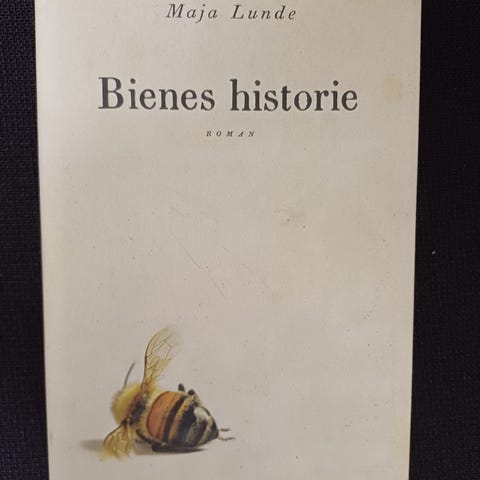 Maja Lunde
Bienes historie
ROMAN